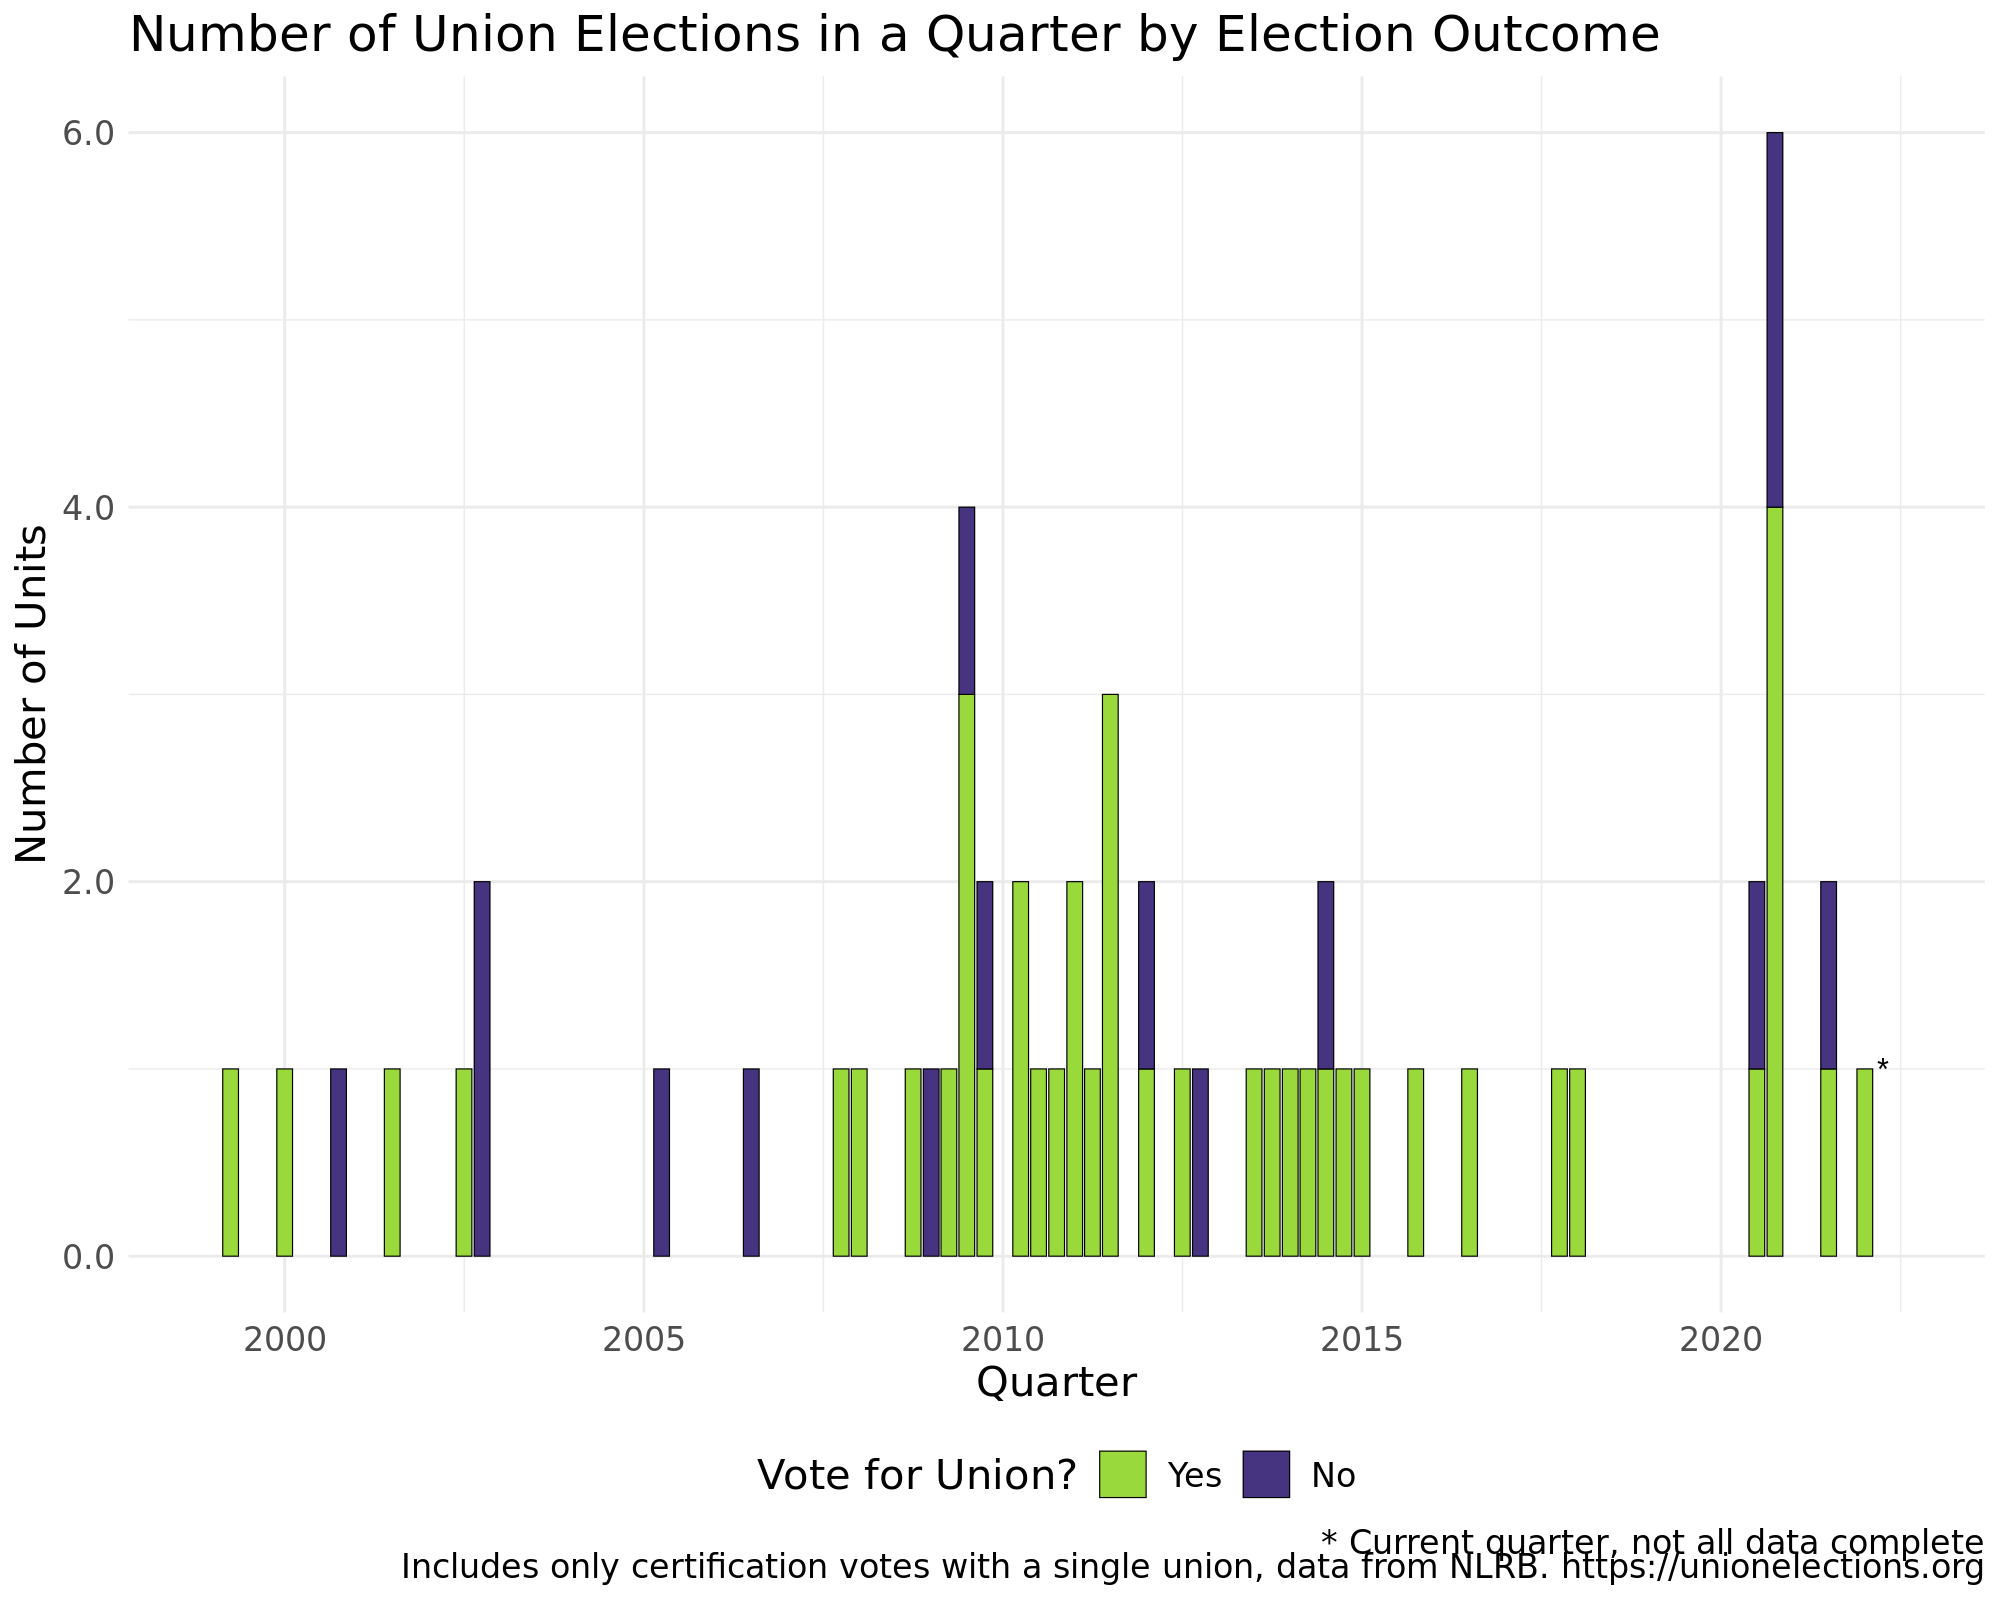 Number of Union Elections in a Quarter by Election Outcome
6.0
4.0
2.0
0.0
Number of Units
*
2000 2005 2010 2015 2020
Quarter
Vote for Union? Yes No
* Current quarter, not all data complete
Includes only certification votes with a single union, data from NLRB. https://unionelections.org